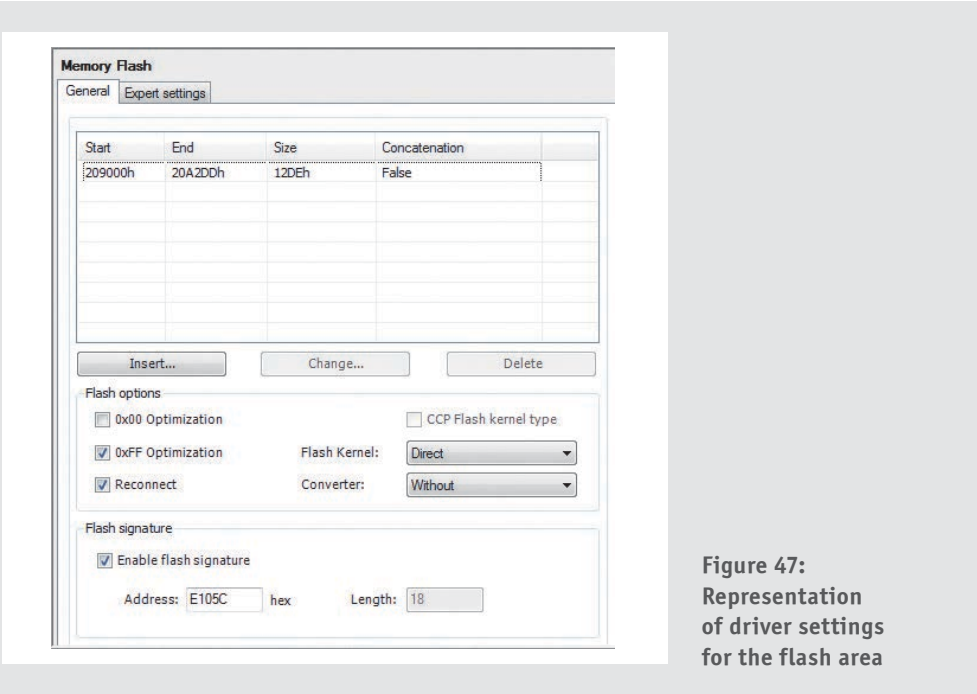 Memory Flash
General Expert settings
Start End Size Concatenation
209000h 20A2DDh 12DEh False
Insert... Change... Delete
Flash options
0x00 Optimization CCP Flash kernel type
0xFF Optimization Flash Kernel: Direct
Reconnect Converter: Without
Flash signature
Enable flash signature
Address: E105C hex Length: 18
Figure 47:
Representation
of driver settings
for the flash area